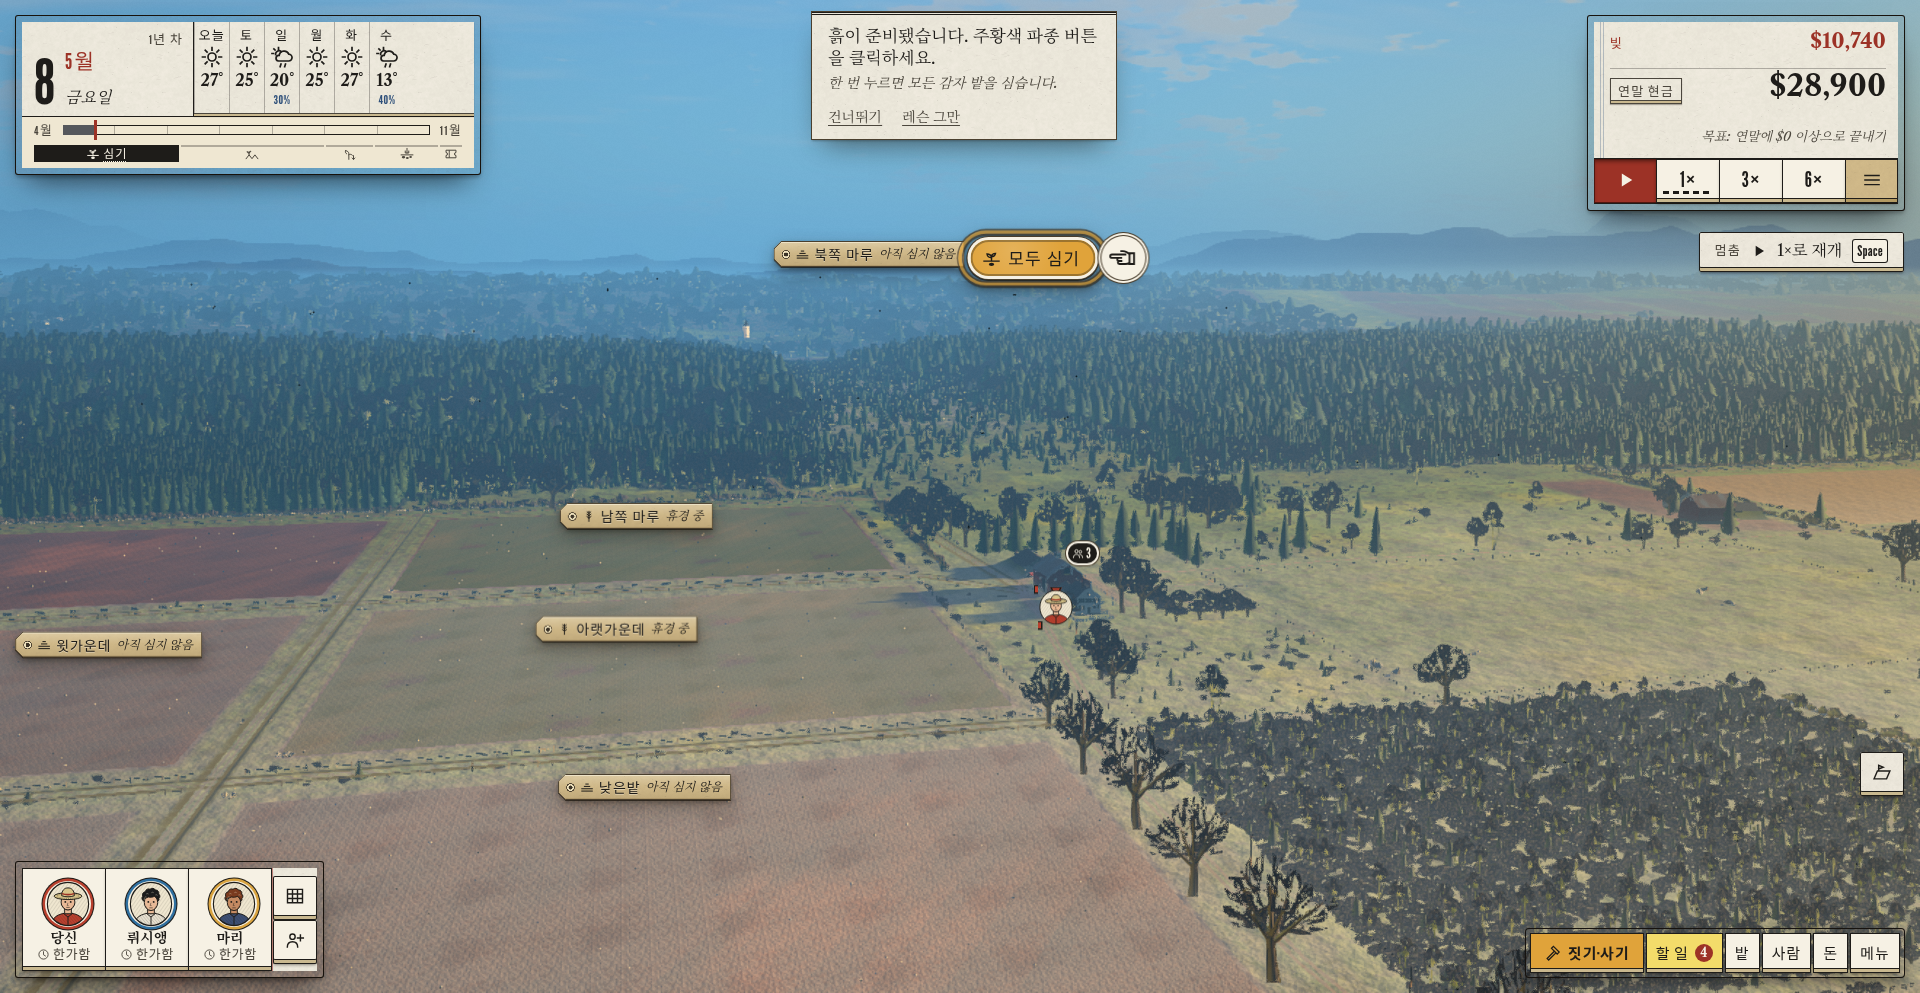 1년 차
8
5월
금요일
오늘 토 일 월 화 수
27° 25° 20° 25° 27° 13°
30% 40%
4월 11월
심기
흙이 준비됐습니다. 주황색 파종 버튼
을 클릭하세요.
한 번 누르면 모든 감자 밭을 심습니다.
건너뛰기 레슨 그만
빚 $10,740
연말 현금 $28,900
목표: 연말에 $0 이상으로 끝내기
1× 3× 6×
멈춤 1×로 재개 Space
북쪽 마루 아직 심지 않음
모두 심기
남쪽 마루 휴경 중
3
아랫가운데 휴경 중
윗가운데 아직 심지 않음
낮은밭 아직 심지 않음
당신 뤼시앵 마리
한가함 한가함 한가함
짓기·사기 할 일 4 밭 사람 돈 메뉴